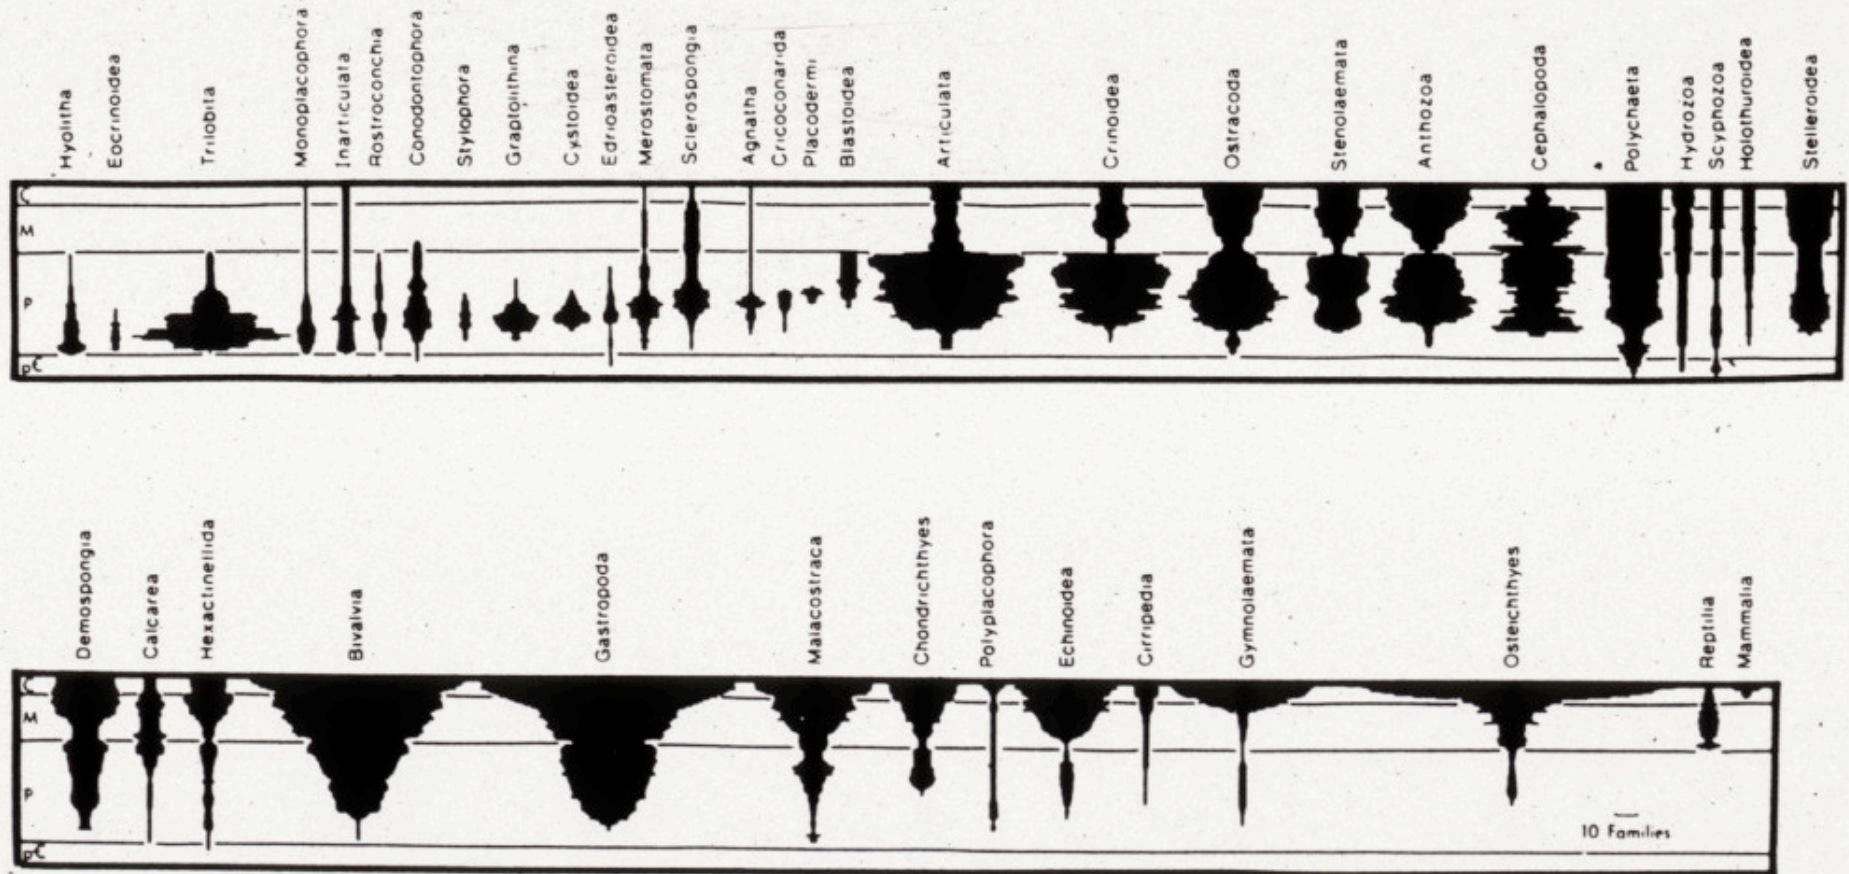 Hyolitha
Eocrinoidea
Trilobita
Monoplacophora
Inarticulata
Rostroconchia
Conodontophora
Stylophora
Graptolithina
Cystoidea
Edrioasteroidea
Merostomata
Sclerospongia
Agnatha
Cricoconarida
Placodermi
Blastoidea
Articulata
Crinoidea
Ostracoda
Stenolaemata
Anthozoa
Cephalopoda
Polychaeta
Hydrozoa
Scyphozoa
Holothuroidea
Stelleroidea
C
M
P
pЄ
Demospongia
Calcarea
Hexactinellida
Bivalvia
Gastropoda
Malacostraca
Chondrichthyes
Polyplacophora
Echinoidea
Cirripedia
Gymnolaemata
Osteichthyes
Reptilia
Mammalia
C
M
P
pЄ
10 Families